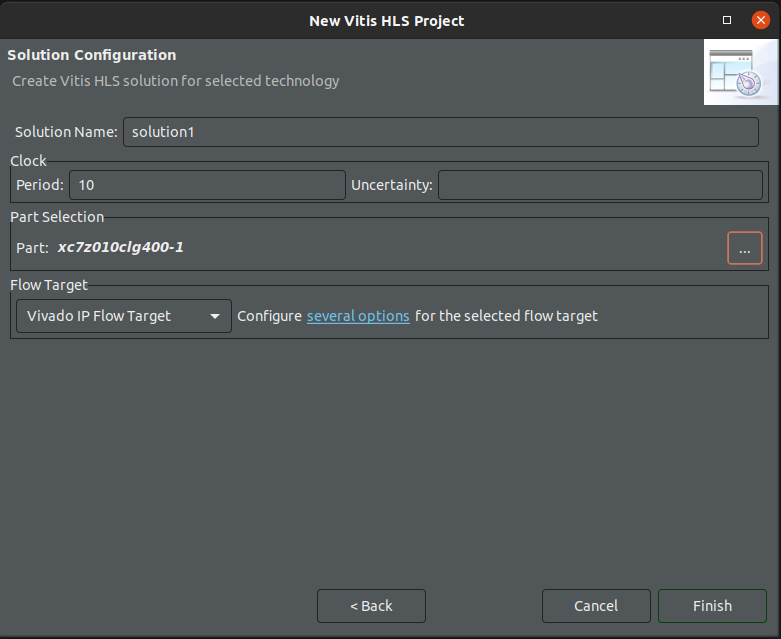 New Vitis HLS Project
Solution Configuration
Create Vitis HLS solution for selected technology
Solution Name: solution1
Clock
Period: 10 Uncertainty:
Part Selection
Part: xc7z010clg400-1 ...
Flow Target
Vivado IP Flow Target Configure several options for the selected flow target
< Back Cancel Finish